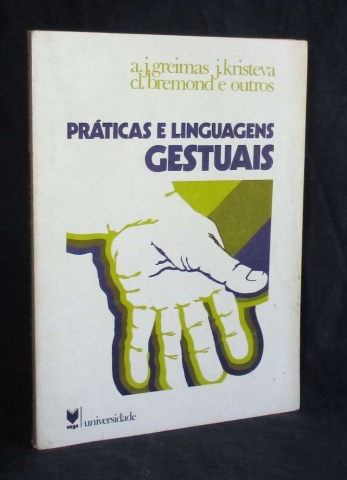 a.j.greimas j.kristeva
cl.bremond e outros
PRÁTICAS E LINGUAGENS
GESTUAIS
vega universidade